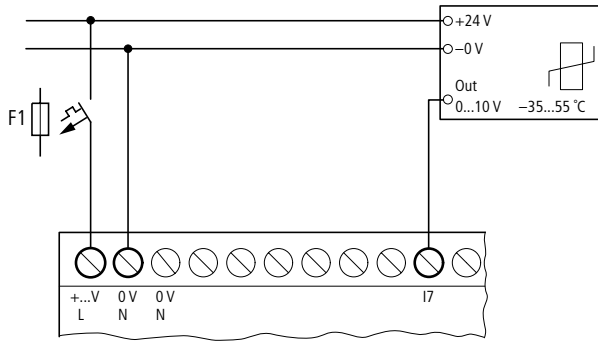 +24 V
–0 V
Out
0...10 V –35...55 ˚C
F1
+...V 0 V 0 V I7
L N N